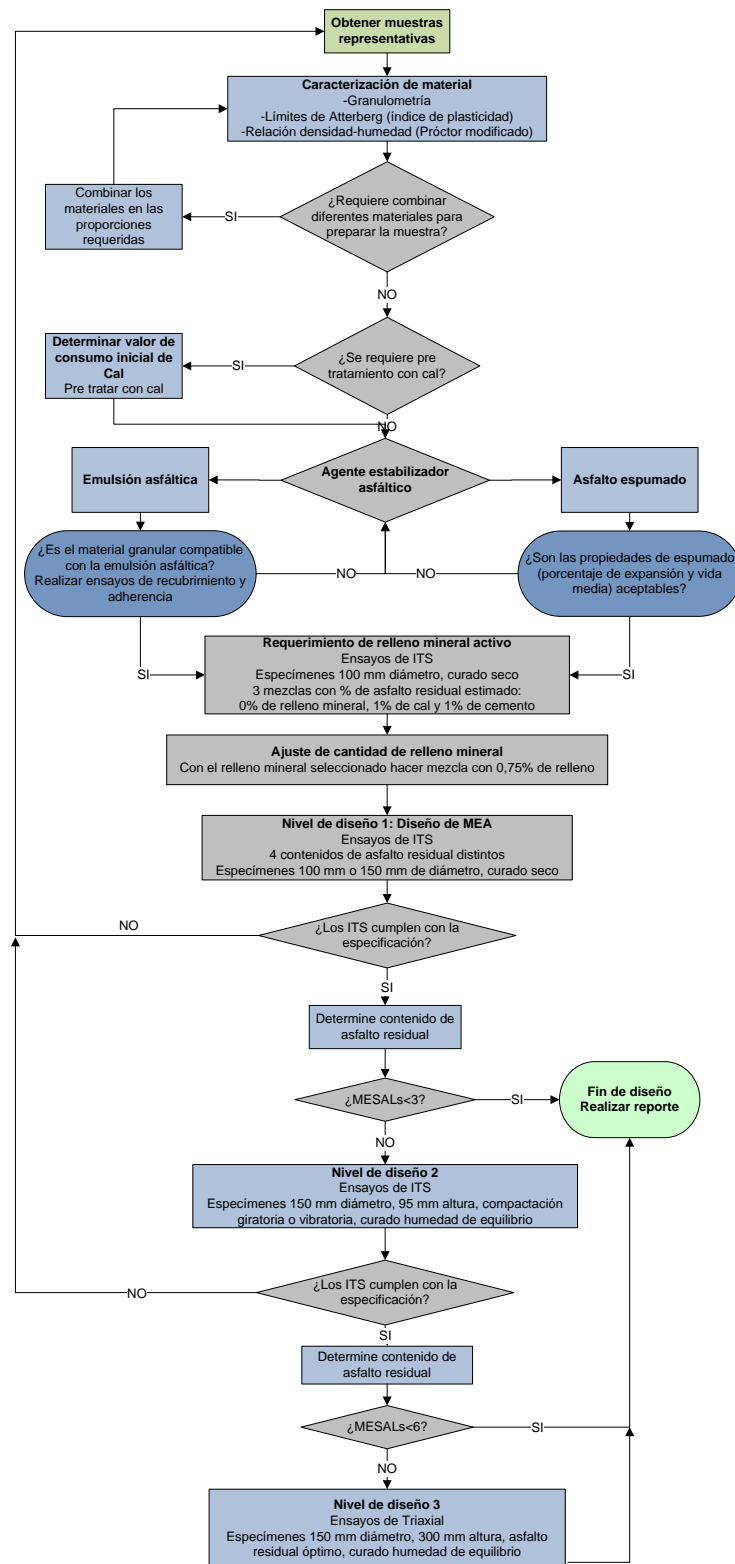 Obtener muestras
representativas
Caracterización de material
-Granulometría
-Límites de Atterberg (índice de plasticidad)
-Relación densidad-humedad (Próctor modificado)
¿Requiere combinar
diferentes materiales para
preparar la muestra?
SI
Combinar los
materiales en las
proporciones
requeridas
NO
¿Se requiere pre
tratamiento con cal?
SI
Determinar valor de
consumo inicial de
Cal
Pre tratar con cal
NO
Agente estabilizador
asfáltico
Emulsión asfáltica
Asfalto espumado
¿Es el material granular compatible
con la emulsión asfáltica?
Realizar ensayos de recubrimiento y
adherencia
NO
NO
¿Son las propiedades de espumado
(porcentaje de expansión y vida
media) aceptables?
SI
SI
Requerimiento de relleno mineral activo
Ensayos de ITS
Especímenes 100 mm diámetro, curado seco
3 mezclas con % de asfalto residual estimado:
0% de relleno mineral, 1% de cal y 1% de cemento
Ajuste de cantidad de relleno mineral
Con el relleno mineral seleccionado hacer mezcla con 0,75% de relleno
Nivel de diseño 1: Diseño de MEA
Ensayos de ITS
4 contenidos de asfalto residual distintos
Especímenes 100 mm o 150 mm de diámetro, curado seco
NO
¿Los ITS cumplen con la
especificación?
SI
Determine contenido de
asfalto residual
¿MESALs<3?
SI
Fin de diseño
Realizar reporte
NO
Nivel de diseño 2
Ensayos de ITS
Especímenes 150 mm diámetro, 95 mm altura, compactación
giratoria o vibratoria, curado humedad de equilibrio
NO
¿Los ITS cumplen con la
especificación?
SI
Determine contenido de
asfalto residual
¿MESALs<6?
SI
NO
Nivel de diseño 3
Ensayos de Triaxial
Especímenes 150 mm diámetro, 300 mm altura, asfalto
residual óptimo, curado humedad de equilibrio